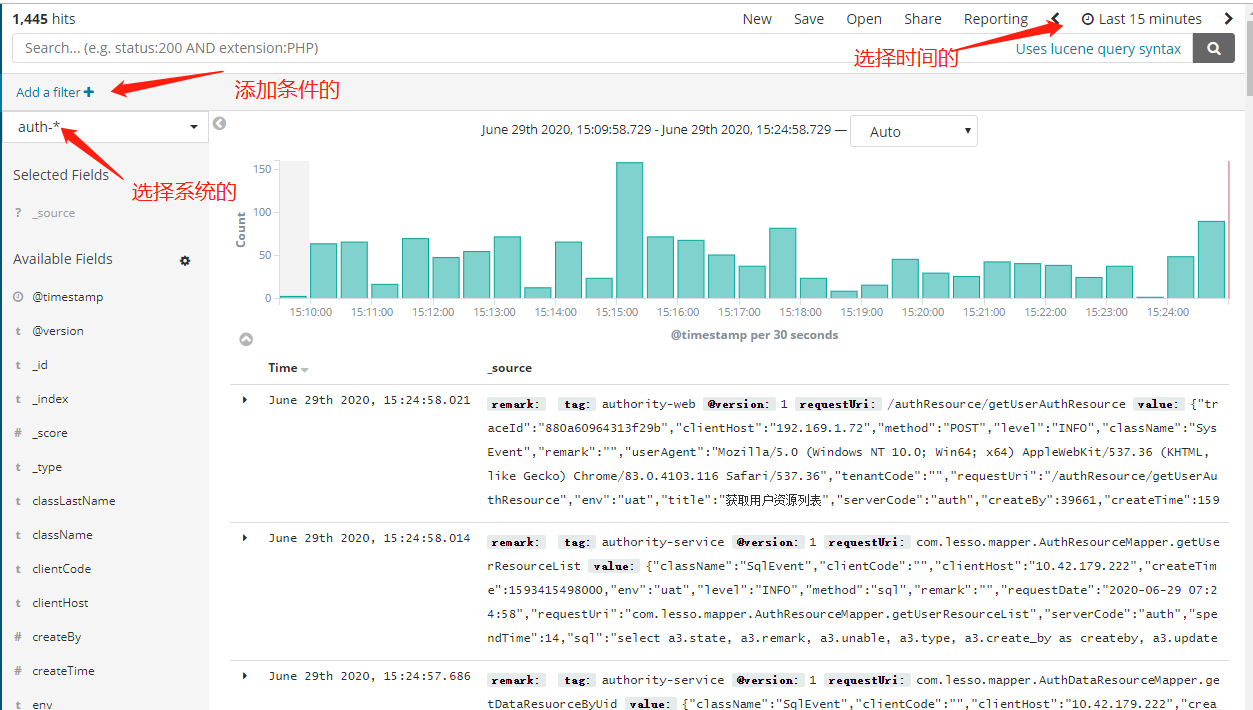 1,445 hits
New Save Open Share Reporting Last 15 minutes
Search... (e.g. status:200 AND extension:PHP)
选择时间的
Uses lucene query syntax
Add a filter
添加条件的
auth-*
选择系统的
June 29th 2020, 15:09:58.729 - June 29th 2020, 15:24:58.729 —
Auto
Selected Fields
? _source
Available Fields
@timestamp
t @version
t _id
t _index
# _score
t _type
t classLastName
t className
t clientCode
t clientHost
# createBy
# createTime
t env
Count
150
100
50
0
15:10:00 15:11:00 15:12:00 15:13:00 15:14:00 15:15:00 15:16:00 15:17:00 15:18:00 15:19:00 15:20:00 15:21:00 15:22:00 15:23:00 15:24:00
@timestamp per 30 seconds
Time _source
June 29th 2020, 15:24:58.021
remark: tag: authority-web @version: 1 requestUri: /authResource/getUserAuthResource value: {"tr
aceId":"880a60964313f29b","clientHost":"192.169.1.72","method":"POST","level":"INFO","className":"Sys
Event","remark":"","userAgent":"Mozilla/5.0 (Windows NT 10.0; Win64; x64) AppleWebKit/537.36 (KHTML,
like Gecko) Chrome/83.0.4103.116 Safari/537.36","tenantCode":"","requestUri":"/authResource/getUserAu
thResource","env":"uat","title":"获取用户资源列表","serverCode":"auth","createBy":39661,"createTime":159
June 29th 2020, 15:24:58.014
remark: tag: authority-service @version: 1 requestUri: com.lesso.mapper.AuthResourceMapper.getUse
rResourceList value: {"className":"SqlEvent","clientCode":"","clientHost":"10.42.179.222","createTim
e":1593415498000,"env":"uat","level":"INFO","method":"sql","remark":"","requestDate":"2020-06-29 07:2
4:58","requestUri":"com.lesso.mapper.AuthResourceMapper.getUserResourceList","serverCode":"auth","spe
ndTime":14,"sql":"select a3.state, a3.remark, a3.unable, a3.type, a3.create_by as createby, a3.update
June 29th 2020, 15:24:57.686
remark: tag: authority-service @version: 1 requestUri: com.lesso.mapper.AuthDataResourceMapper.ge
tDataResuorceByUid value: {"className":"SqlEvent","clientCode":"","clientHost":"10.42.179.222","crea